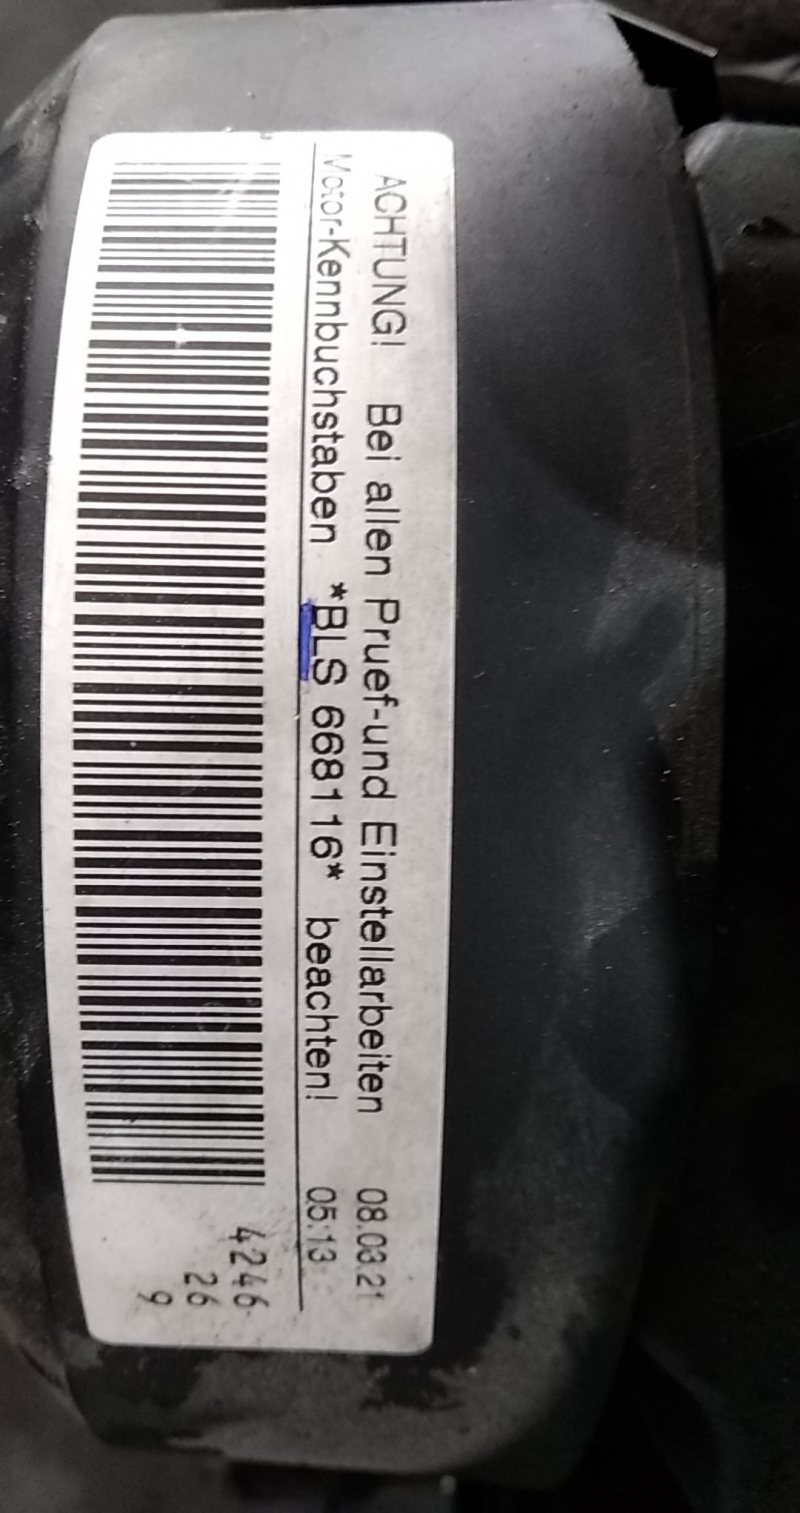 ACHTUNG! Bei allen Pruef-und Einstellarbeiten 08.03.21
Motor-Kennbuchstaben *BLS 668116* beachten! 05:13
4246-
26
9